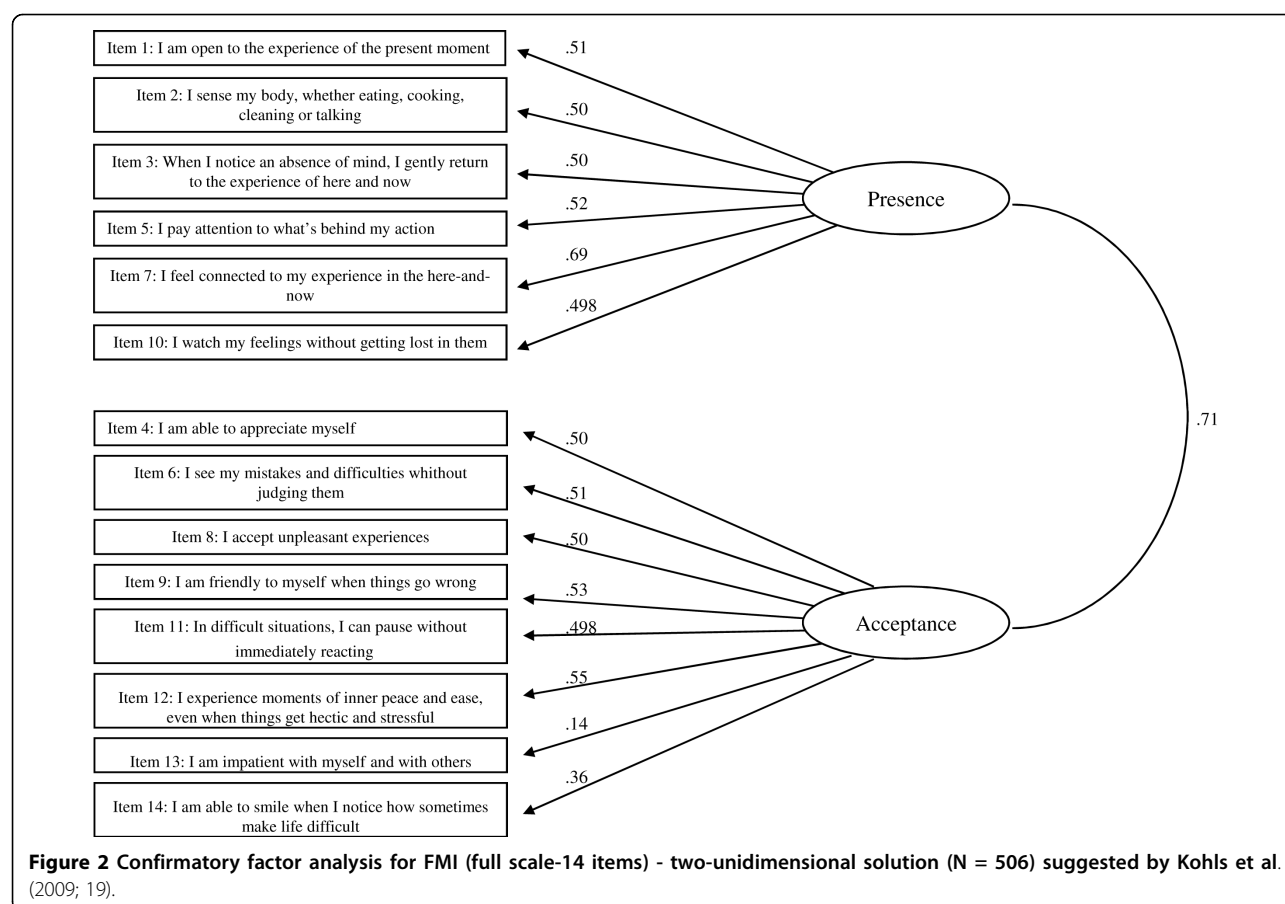 Item 1: I am open to the experience of the present moment
.51
Item 2: I sense my body, whether eating, cooking,
cleaning or talking
.50
Item 3: When I notice an absence of mind, I gently return
to the experience of here and now
.50
Item 5: I pay attention to what's behind my action
.52
Item 7: I feel connected to my experience in the here-and-
now
.69
Item 10: I watch my feelings without getting lost in them
.498
Presence
.71
Item 4: I am able to appreciate myself
.50
Item 6: I see my mistakes and difficulties whithout
judging them
.51
Item 8: I accept unpleasant experiences
.50
Item 9: I am friendly to myself when things go wrong
.53
Item 11: In difficult situations, I can pause without
immediately reacting
.498
Item 12: I experience moments of inner peace and ease,
even when things get hectic and stressful
.55
Item 13: I am impatient with myself and with others
.14
Item 14: I am able to smile when I notice how sometimes
make life difficult
.36
Acceptance
Figure 2 Confirmatory factor analysis for FMI (full scale-14 items) - two-unidimensional solution (N = 506) suggested by Kohls et al.
(2009; 19).